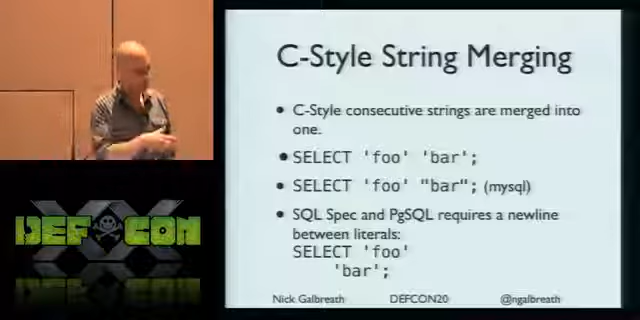 C-Style String Merging
• C-Style consecutive strings are merged into
one.
• SELECT 'foo' 'bar';
• SELECT 'foo' "bar"; (mysql)
• SQL Spec and PgSQL requires a newline
between literals:
SELECT 'foo'
'bar';
Nick Galbreath DEFCON20 @ngalbreath
XX
DEF CON